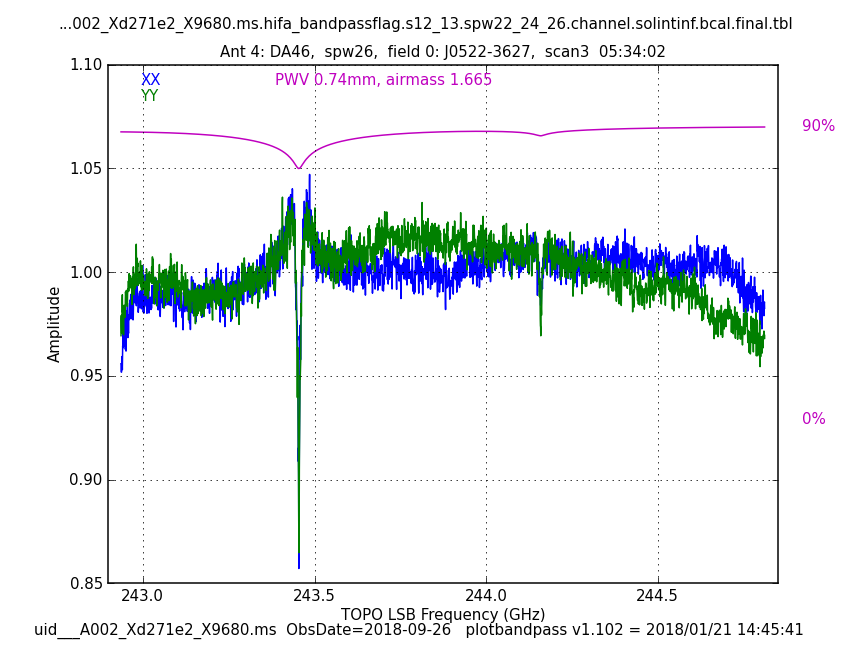 ...002_Xd271e2_X9680.ms.hifa_bandpassflag.s12_13.spw22_24_26.channel.solintinf.bcal.final.tbl
Ant 4: DA46,  spw26,  field 0: J0522-3627,  scan3  05:34:02
XX
PWV 0.74mm, airmass 1.665
YY
1.10
1.05
1.00
0.95
0.90
0.85
Amplitude
90%
0%
243.0 243.5 244.0 244.5
TOPO LSB Frequency (GHz)
uid___A002_Xd271e2_X9680.ms  ObsDate=2018-09-26   plotbandpass v1.102 = 2018/01/21 14:45:41